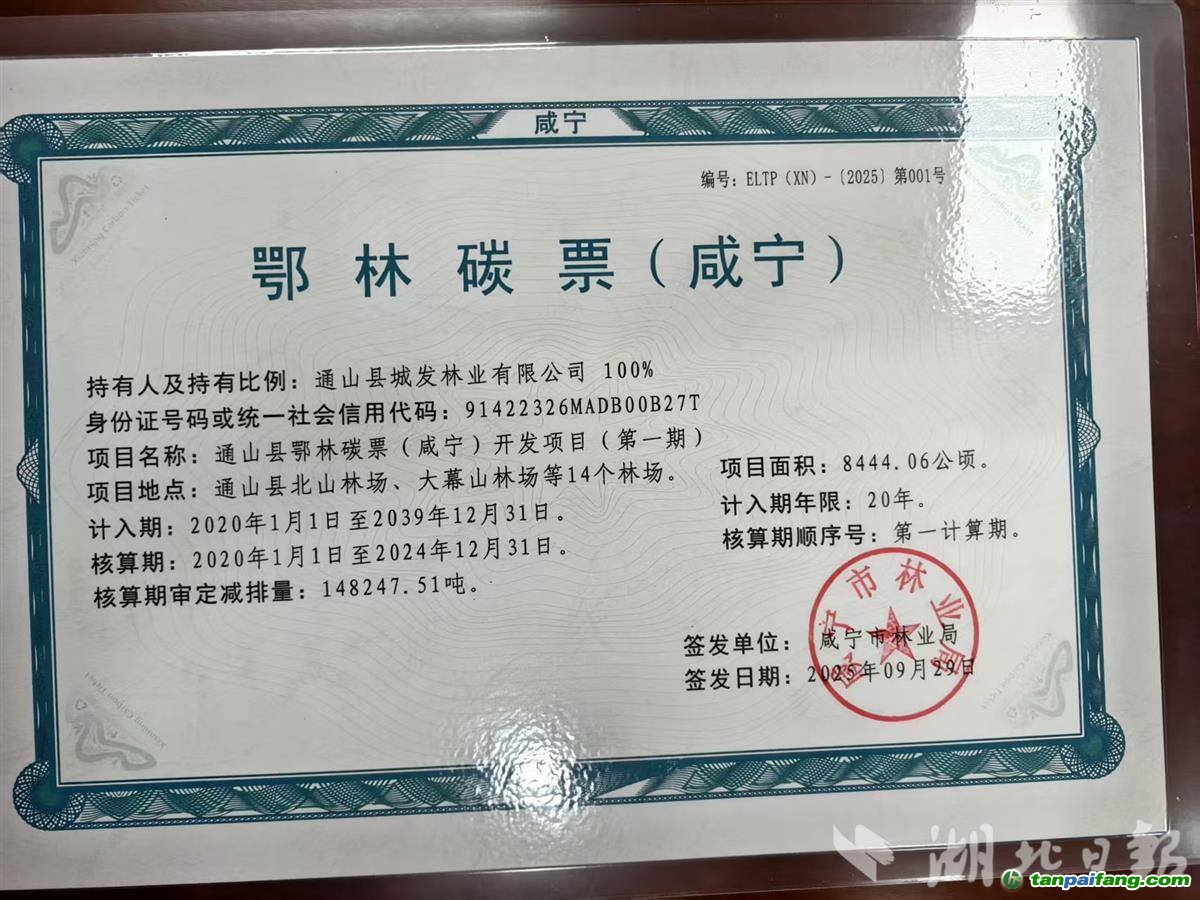 咸宁
编号：ELTP（XN）-〔2025〕第001号
鄂林碳票（咸宁）
持有人及持有比例：通山县城发林业有限公司 100%
身份证号码或统一社会信用代码：91422326MADB00B27T
项目名称：通山县鄂林碳票（咸宁）开发项目（第一期）
项目地点：通山县北山林场、大幕山林场等14个林场。
项目面积：8444.06公顷。
计入期：2020年1月1日至2039年12月31日。
计入期年限：20年。
核算期：2020年1月1日至2024年12月31日。
核算期顺序号：第一计算期。
核算期审定减排量：148247.51吨。
签发单位：咸宁市林业局
签发日期：2025年09月29日
咸宁市林业局
Xianning Carbon Ticket
Xianning Carbon Ticket
湖北日報
tanpaifang.com